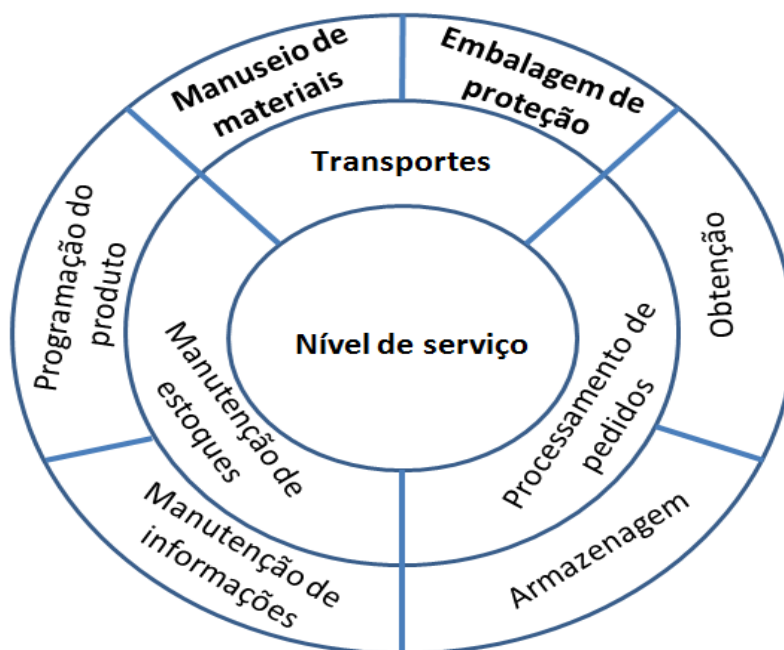 Manuseio de
materiais
Embalagem de
proteção
Transportes
Programação do
produto
Obtenção
Nível de serviço
Manutenção de
estoques
Processamento de
pedidos
Manutenção de
informações
Armazenagem